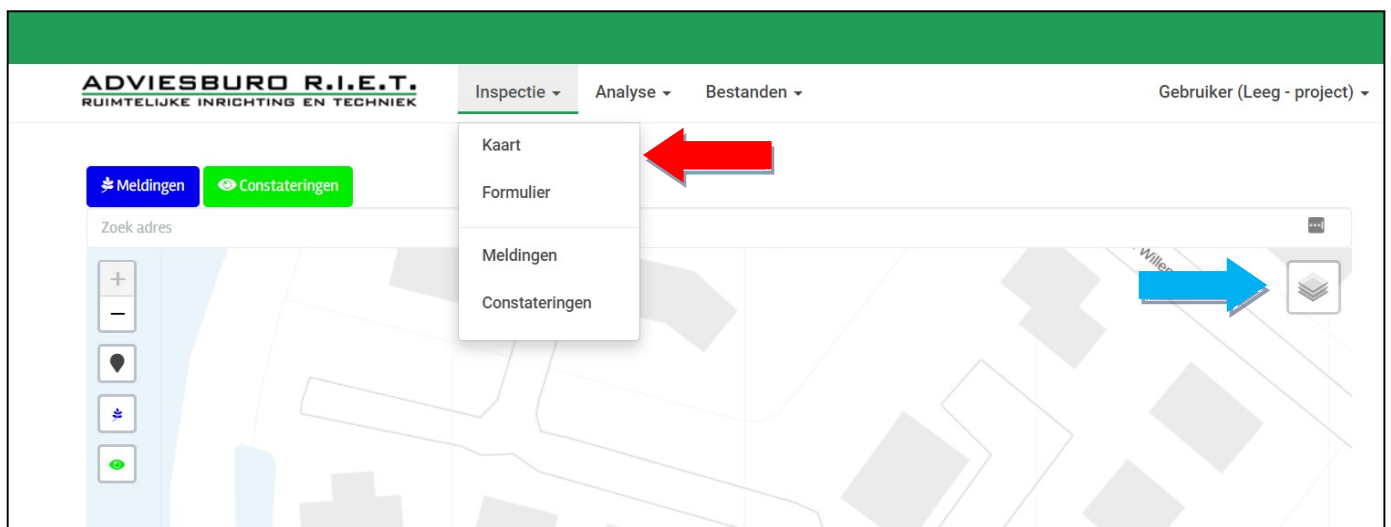 ADVIESBURO R.I.E.T.
RUIMTELIJKE INRICHTING EN TECHNIEK
Inspectie
Analyse
Bestanden
Gebruiker (Leeg - project)
Kaart
Formulier
Meldingen
Constateringen
Meldingen
Constateringen
Zoek adres
Willem